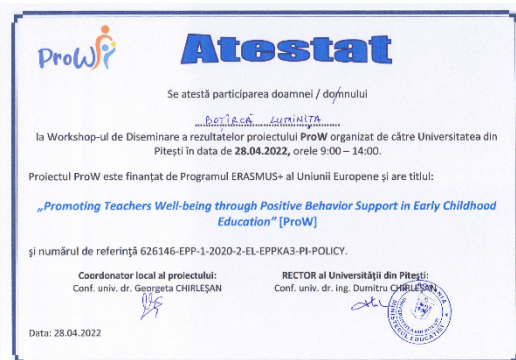 ProW
Atestat
Se atestă participarea doamnei / domnului
BOTÎRCĂ LUMINIȚA
la Workshop-ul de Diseminare a rezultatelor proiectului ProW organizat de către Universitatea din
Pitești în data de 28.04.2022, orele 9:00 – 14:00.
Proiectul ProW este finanțat de Programul ERASMUS+ al Uniunii Europene și are titlul:
„Promoting Teachers Well-being through Positive Behavior Support in Early Childhood
Education” [ProW]
și numărul de referință 626146-EPP-1-2020-2-EL-EPPKA3-PI-POLICY.
Coordonator local al proiectului:
Conf. univ. dr. Georgeta CHIRLEȘAN
RECTOR al Universității din Pitești:
Conf. univ. dr. ing. Dumitru CHIRLEȘAN
Data: 28.04.2022